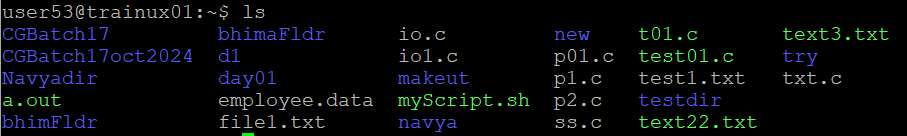 user53@trainux01:~$ ls
CGBatch17 bhimaFldr io.c new t01.c text3.txt
CGBatch17oct2024 d1 io1.c p01.c test01.c try
Navyadir day01 makeut p1.c test1.txt txt.c
a.out employee.data myScript.sh p2.c testdir
bhimFldr file1.txt navya ss.c text22.txt